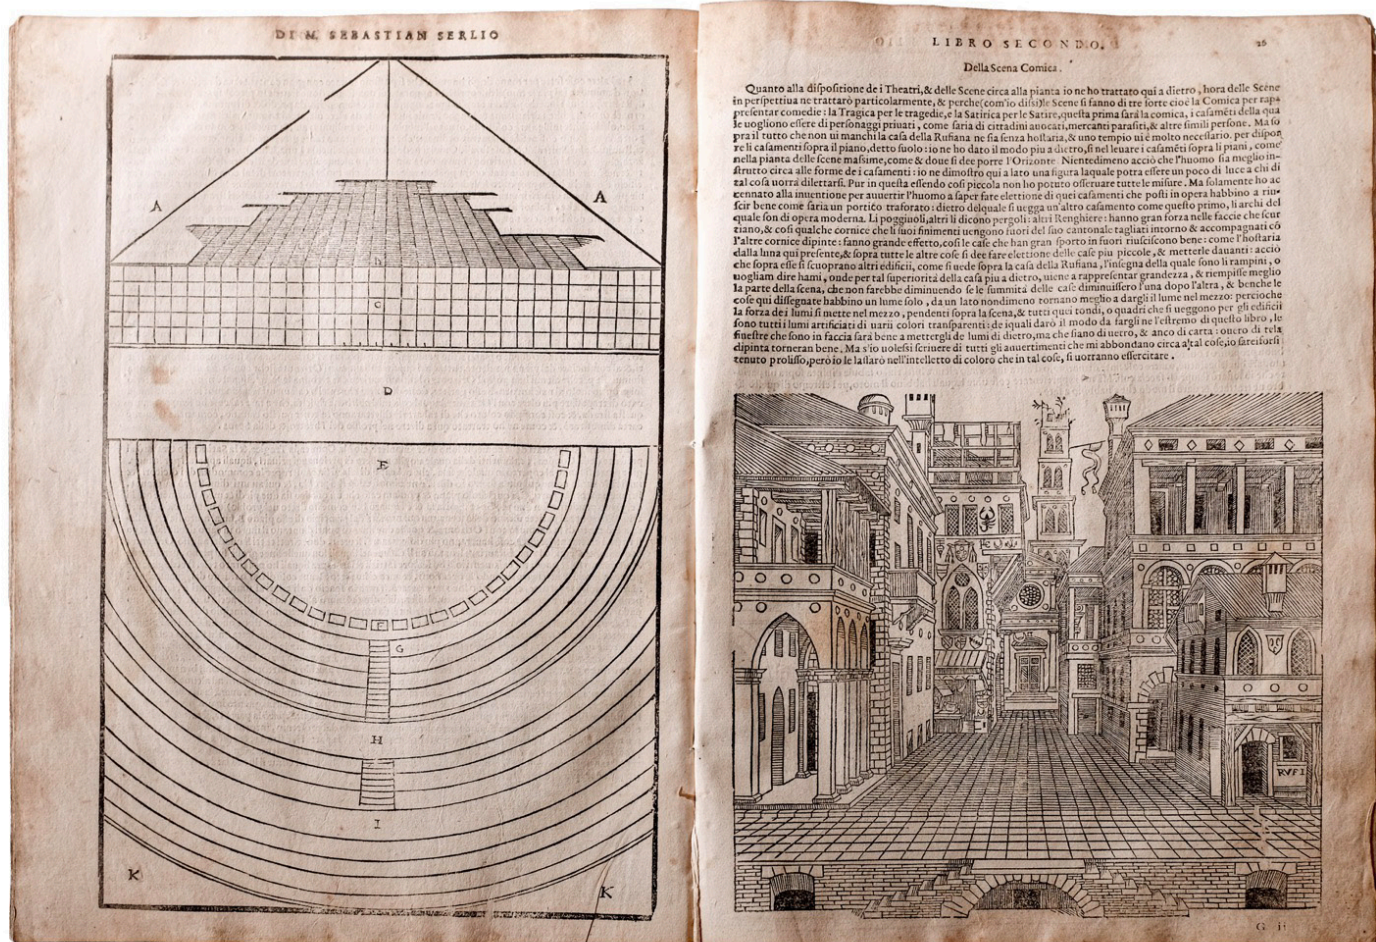 DI M. SEBASTIAN SERLIO
A
A
B
C
D
E
F
G
H
I
K
K
LIBRO SECONDO.
26
Della Scena Comica.
Quanto alla dispositione de i Theatri,& delle Scene circa alla pianta io ne ho trattato qui a dietro, hora delle Scene
in perspettiua ne trattarò particolarmente, & perche(com'io dissi)le Scene si fanno di tre sorte cioè la Comica per rap
presentar comedie: la Tragica per le tragedie,e la Satirica per le Satire,questa prima sarà la comica, i casamēti della qua
le uogliono essere di personaggi priuati, come saria di cittadini auocati,mercanti parasiti,& altre simili persone. Ma so
pra il tutto che non ui manchi la casa della Rufiana ne sia senza hostaria, & uno tempio ui è molto necessario. per dispor
re li casamenti sopra il piano,detto suolo: io ne ho dato il modo piu a dietro,si nel leuare i casamēti sopra li piani, come
nella pianta delle scene massime,come & doue si dee porre l'Orizonte. Nientedimeno acciò che l'huomo sia meglio in-
strutto circa alle forme de i casamenti: io ne dimostro qui a lato una figura laquale potra essere un poco di luce a chi di
tal cosa uorra dilettarsi. Pur in questa essendo cosi piccola non ho potuto osseruare tutte le misure. Ma solamente ho ac
cennato alla inuentione per auuertir l'huomo a saper fare elettione di quei casamenti che posti in opera habbino a riu-
scir bene come saria un portico traforato: dietro delquale si uegga un'altro casamento come questo primo, li archi del
quale son di opera moderna. Li poggiuoli,altri li dicono pergoli: altri Renghiere: hanno gran forza nelle faccie che scur
tiano,& cosi qualche cornice che li suoi finimenti uengono fuori del suo cantonale tagliati intorno & accompagnati cō
l'altre cornice dipinte: fanno grande effetto,cosi le case che han gran sporto in fuori riusciscono bene: come l'hostaria
dalla luna qui presente,& sopra tutte le altre cose si dee fare elettione delle case piu piccole, & metterle dauanti: acciò
che sopra esse si scuoprano altri edificii, come si uede sopra la casa della Rufiana, l'insegna della quale sono li rampini, o
uogliam dire hami, onde per tal superiorità della casa piu a dietro, uiene a rappresentar grandezza, & riempisse meglio
la parte della scena, che non farebbe diminuendo se le summità delle case diminuissero l'una dopo l'altra, & benche le
cose qui dissegnate habbino un lume solo, da un lato nondimeno tornano meglio a dargli il lume nel mezzo: percioche
la forza de i lumi si mette nel mezzo, pendenti sopra la scena,& tutti quei tondi, o quadri che si ueggono per gli edificii
sono tutti i lumi artificiati di uarii colori transparenti: de iquali darò il modo da fargli ne l'estremo di questo libro, le
finestre che sono in faccia sarà bene a mettergli de lumi di dietro,ma che siano di uetro, & anco di carta: ouero di tela
dipinta torneran bene. Ma s'io uolessi scriuere di tutti gli auuertimenti che mi abbondano circa a tal cose,io sarei forsi
tenuto prolisso,però io le lassarò nell'intelletto di coloro che in tal cose, si uorranno essercitare.
RVFI
G ii